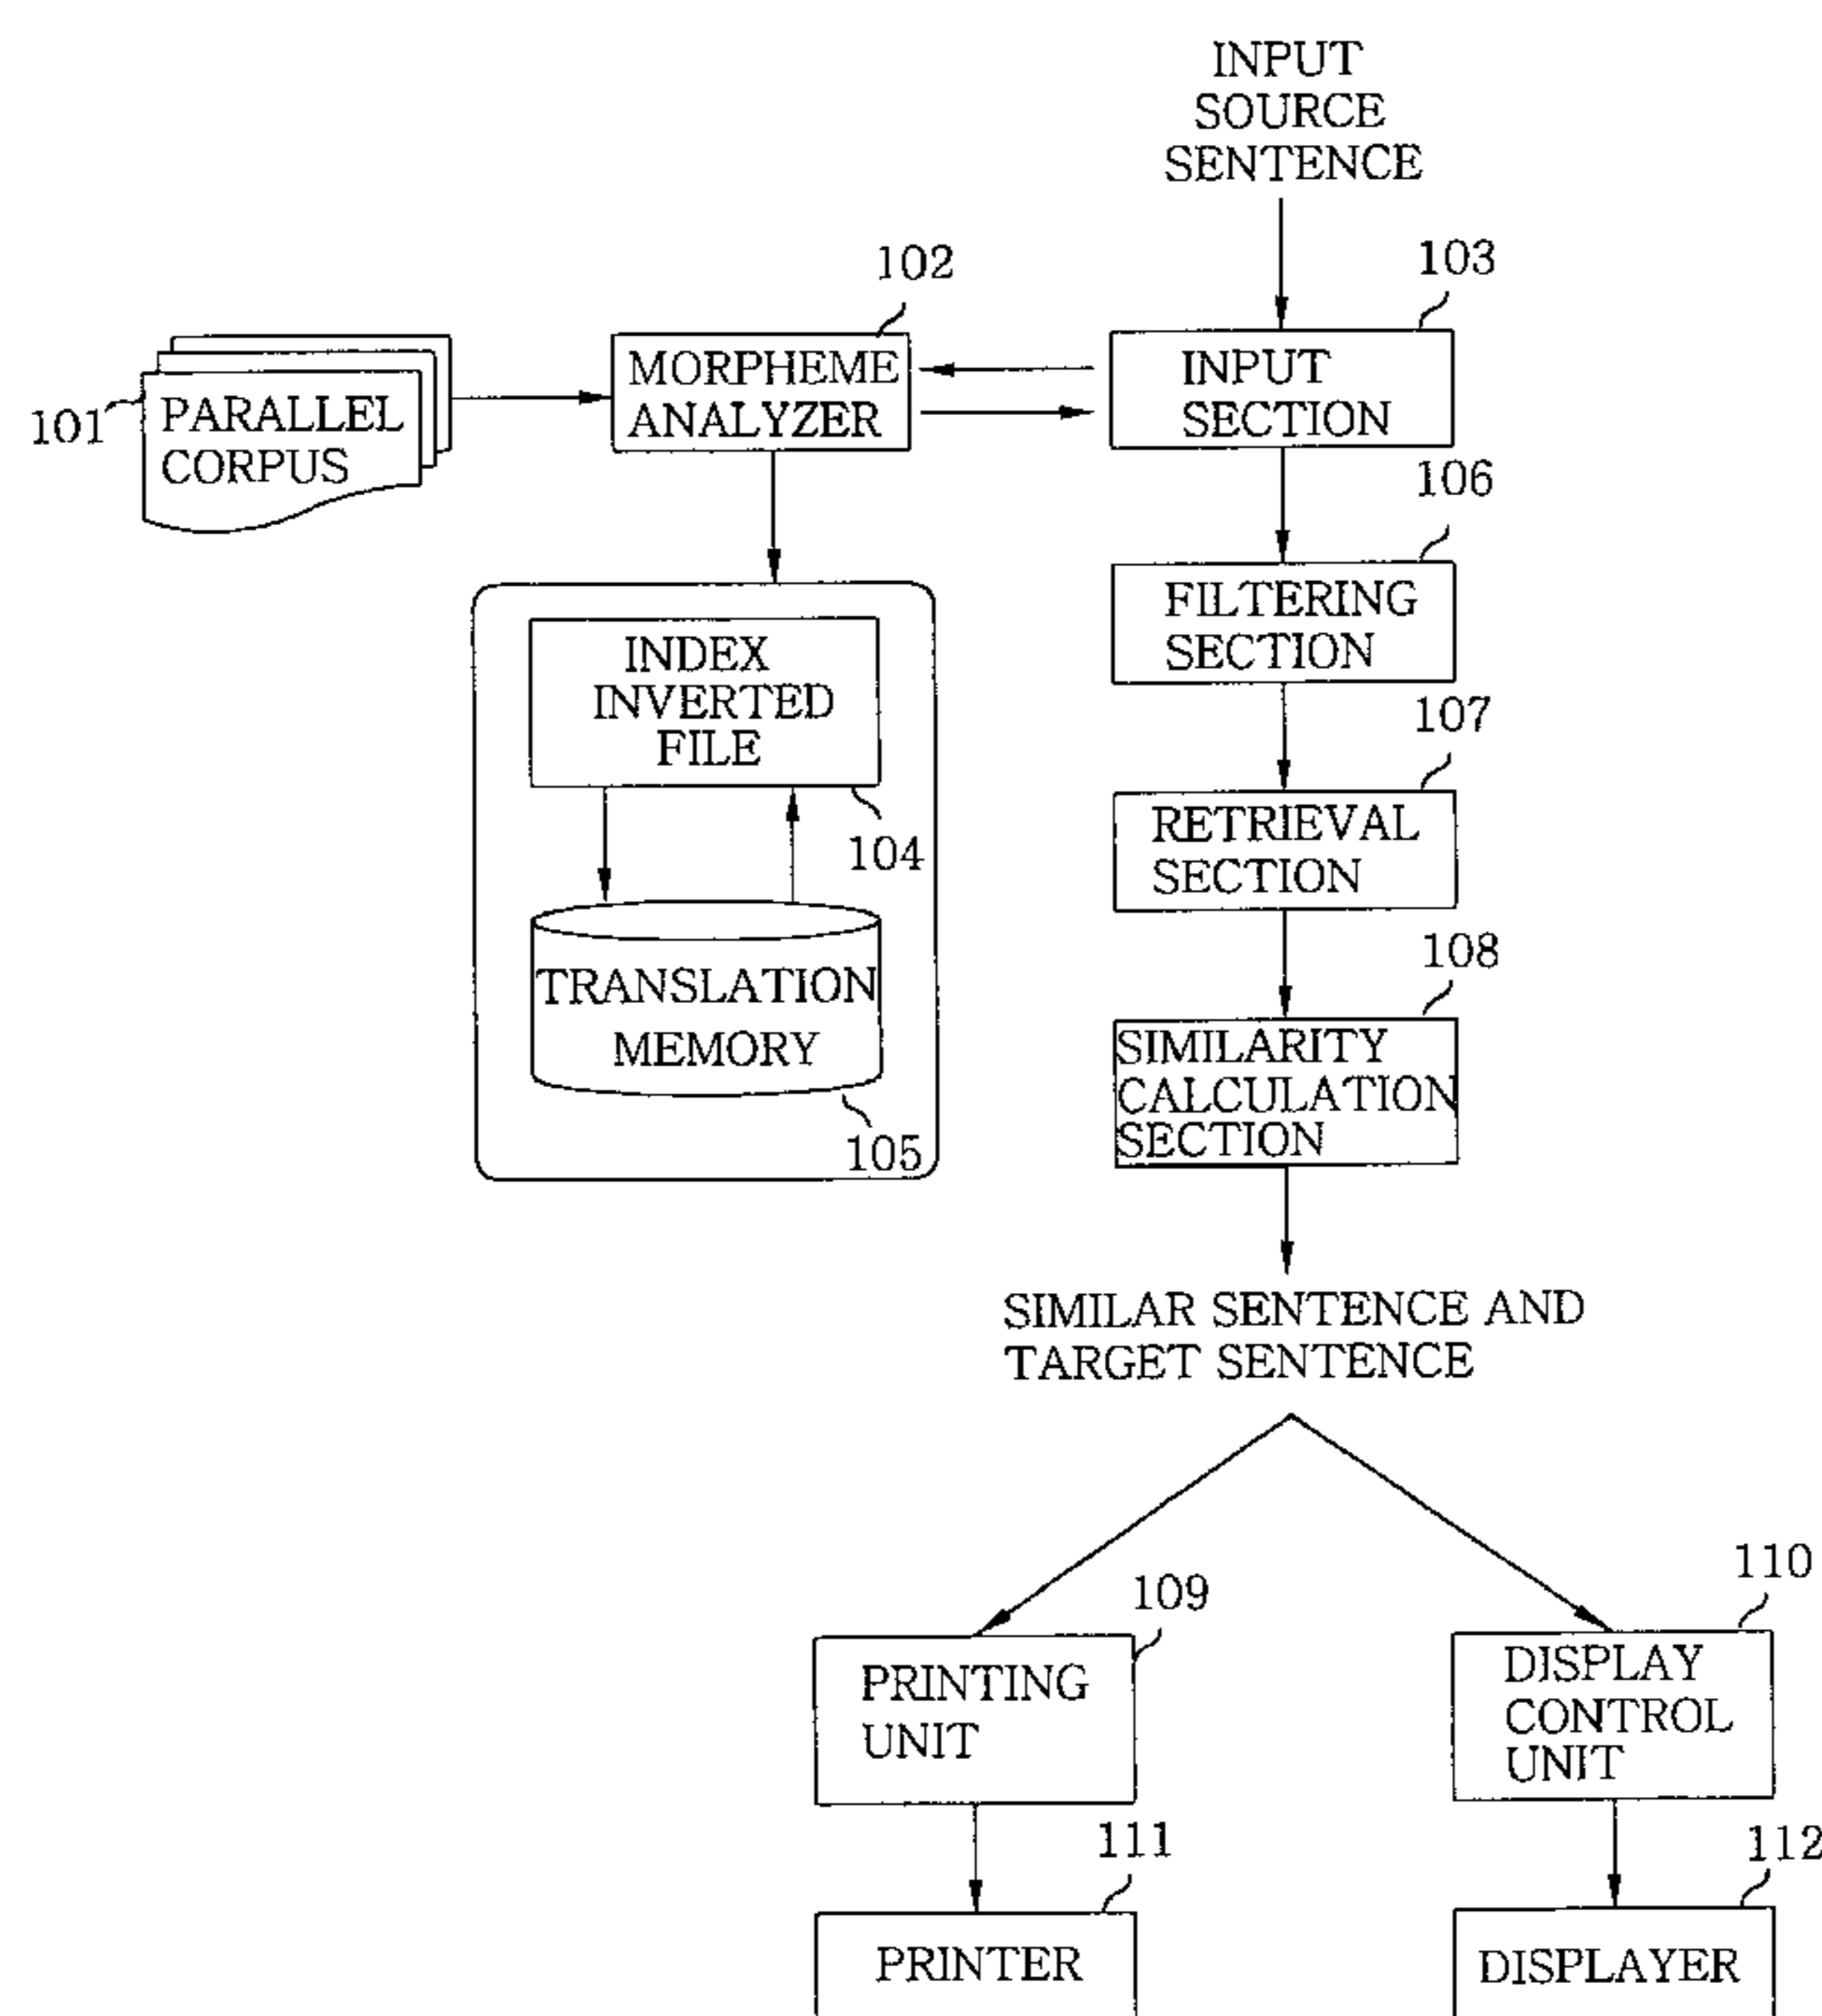 INPUT
SOURCE
SENTENCE
102
103
MORPHEME
ANALYZER
INPUT
SECTION
101
PARALLEL
CORPUS
106
INDEX
INVERTED
FILE
FILTERING
SECTION
107
104
RETRIEVAL
SECTION
108
TRANSLATION
MEMORY
SIMILARITY
CALCULATION
SECTION
105
SIMILAR SENTENCE AND
TARGET SENTENCE
109
110
PRINTING
UNIT
DISPLAY
CONTROL
UNIT
111
112
PRINTER
DISPLAYER